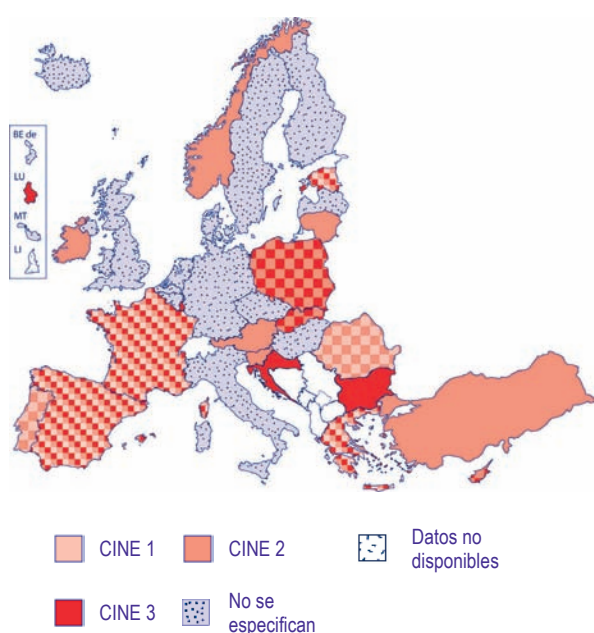 BE de
LU
MT
LI
CINE 1
CINE 2
Datos no
disponibles
CINE 3
No se
especifican